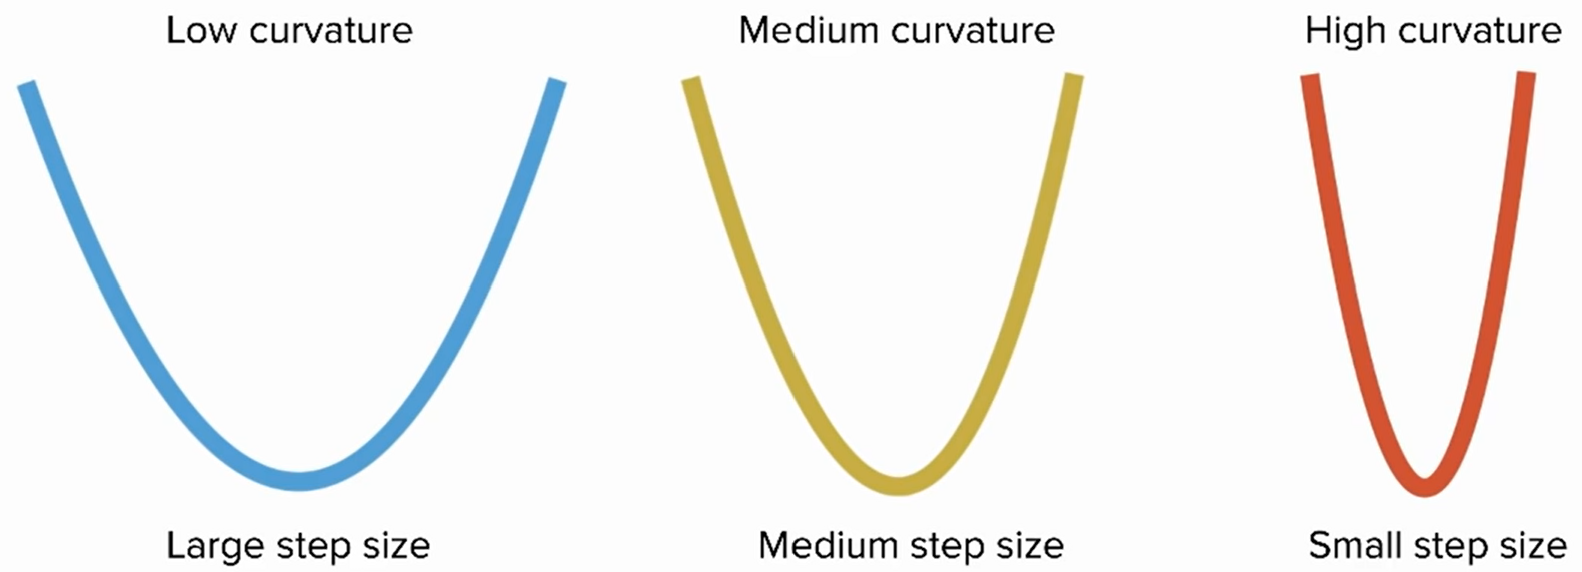 Low curvature
Medium curvature
High curvature
Large step size
Medium step size
Small step size